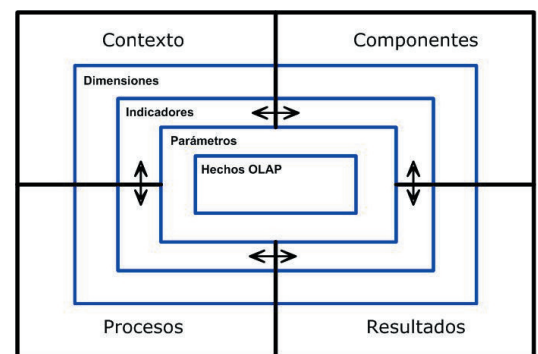 Contexto
Componentes
Dimensiones
Indicadores
Parámetros
Hechos OLAP
Procesos
Resultados